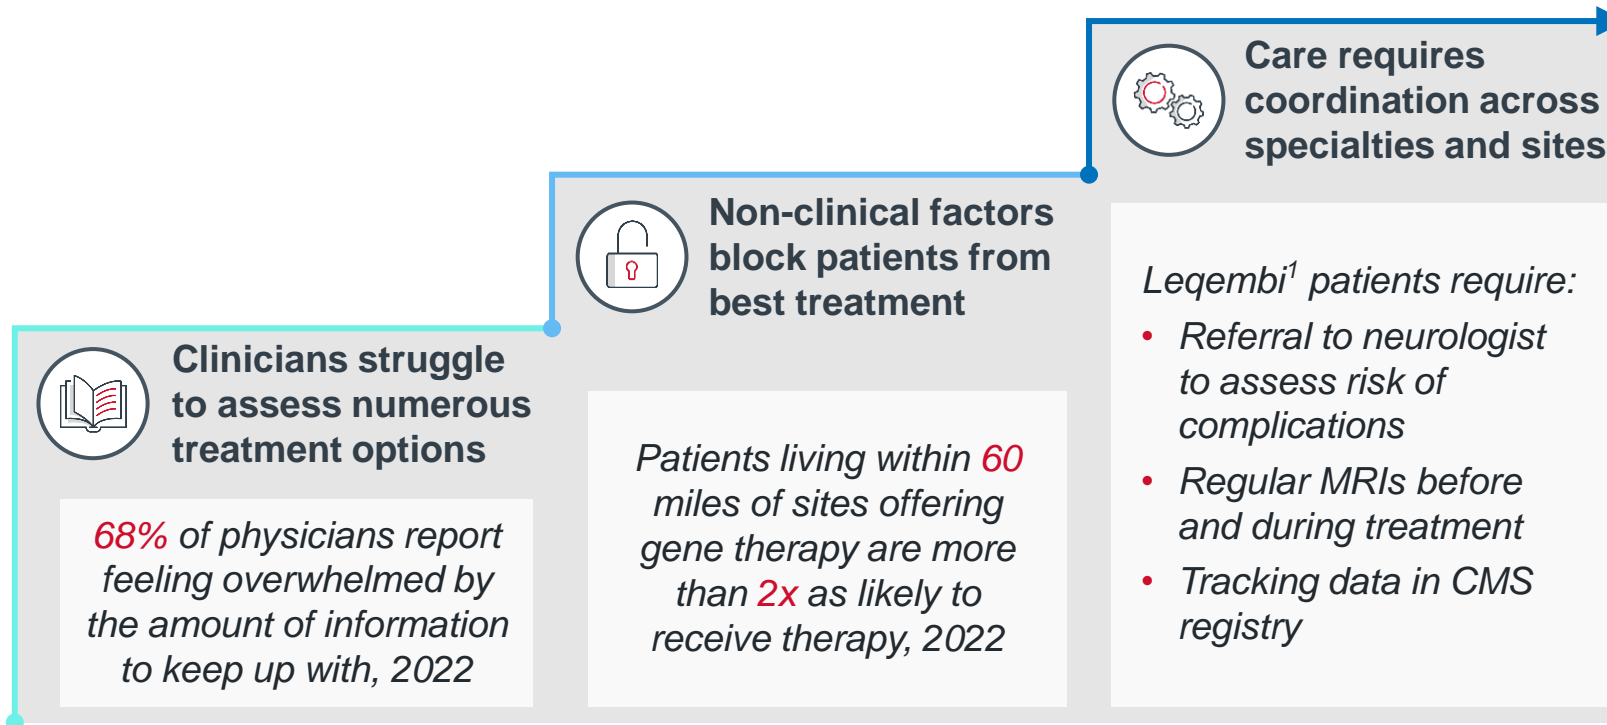 Clinicians struggle
to assess numerous
treatment options
68% of physicians report
feeling overwhelmed by
the amount of information
to keep up with, 2022
Non-clinical factors
block patients from
best treatment
Patients living within 60
miles of sites offering
gene therapy are more
than 2x as likely to
receive therapy, 2022
Care requires
coordination across
specialties and sites
Leqembi¹ patients require:
• Referral to neurologist
to assess risk of
complications
• Regular MRIs before
and during treatment
• Tracking data in CMS
registry